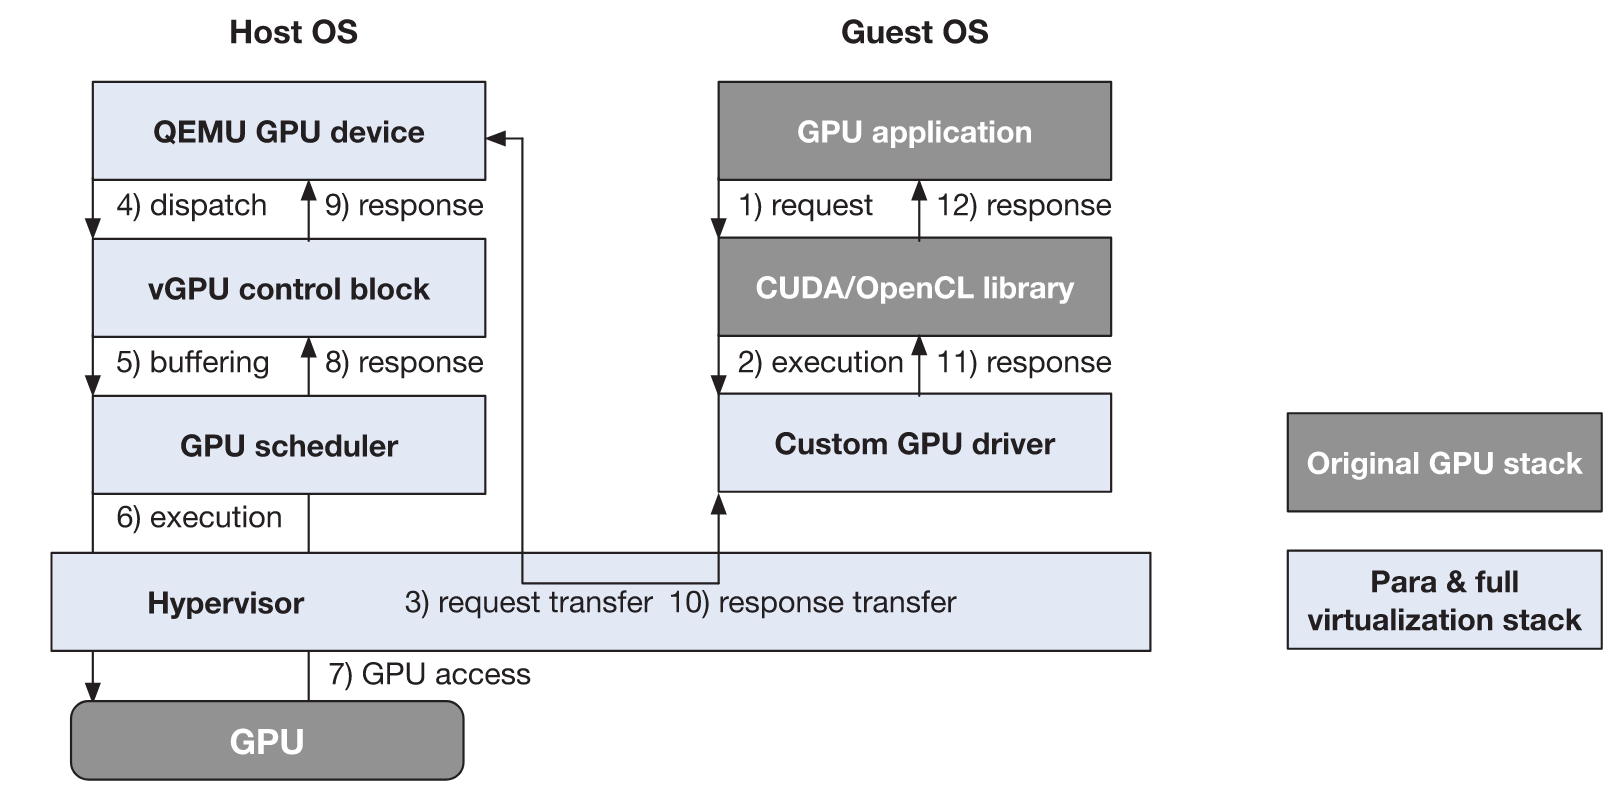 Host OS
Guest OS
QEMU GPU device
GPU application
4) dispatch
9) response
1) request
12) response
vGPU control block
CUDA/OpenCL library
5) buffering
8) response
2) execution
11) response
GPU scheduler
Custom GPU driver
Original GPU stack
6) execution
Hypervisor
3) request transfer
10) response transfer
Para & full
virtualization stack
7) GPU access
GPU